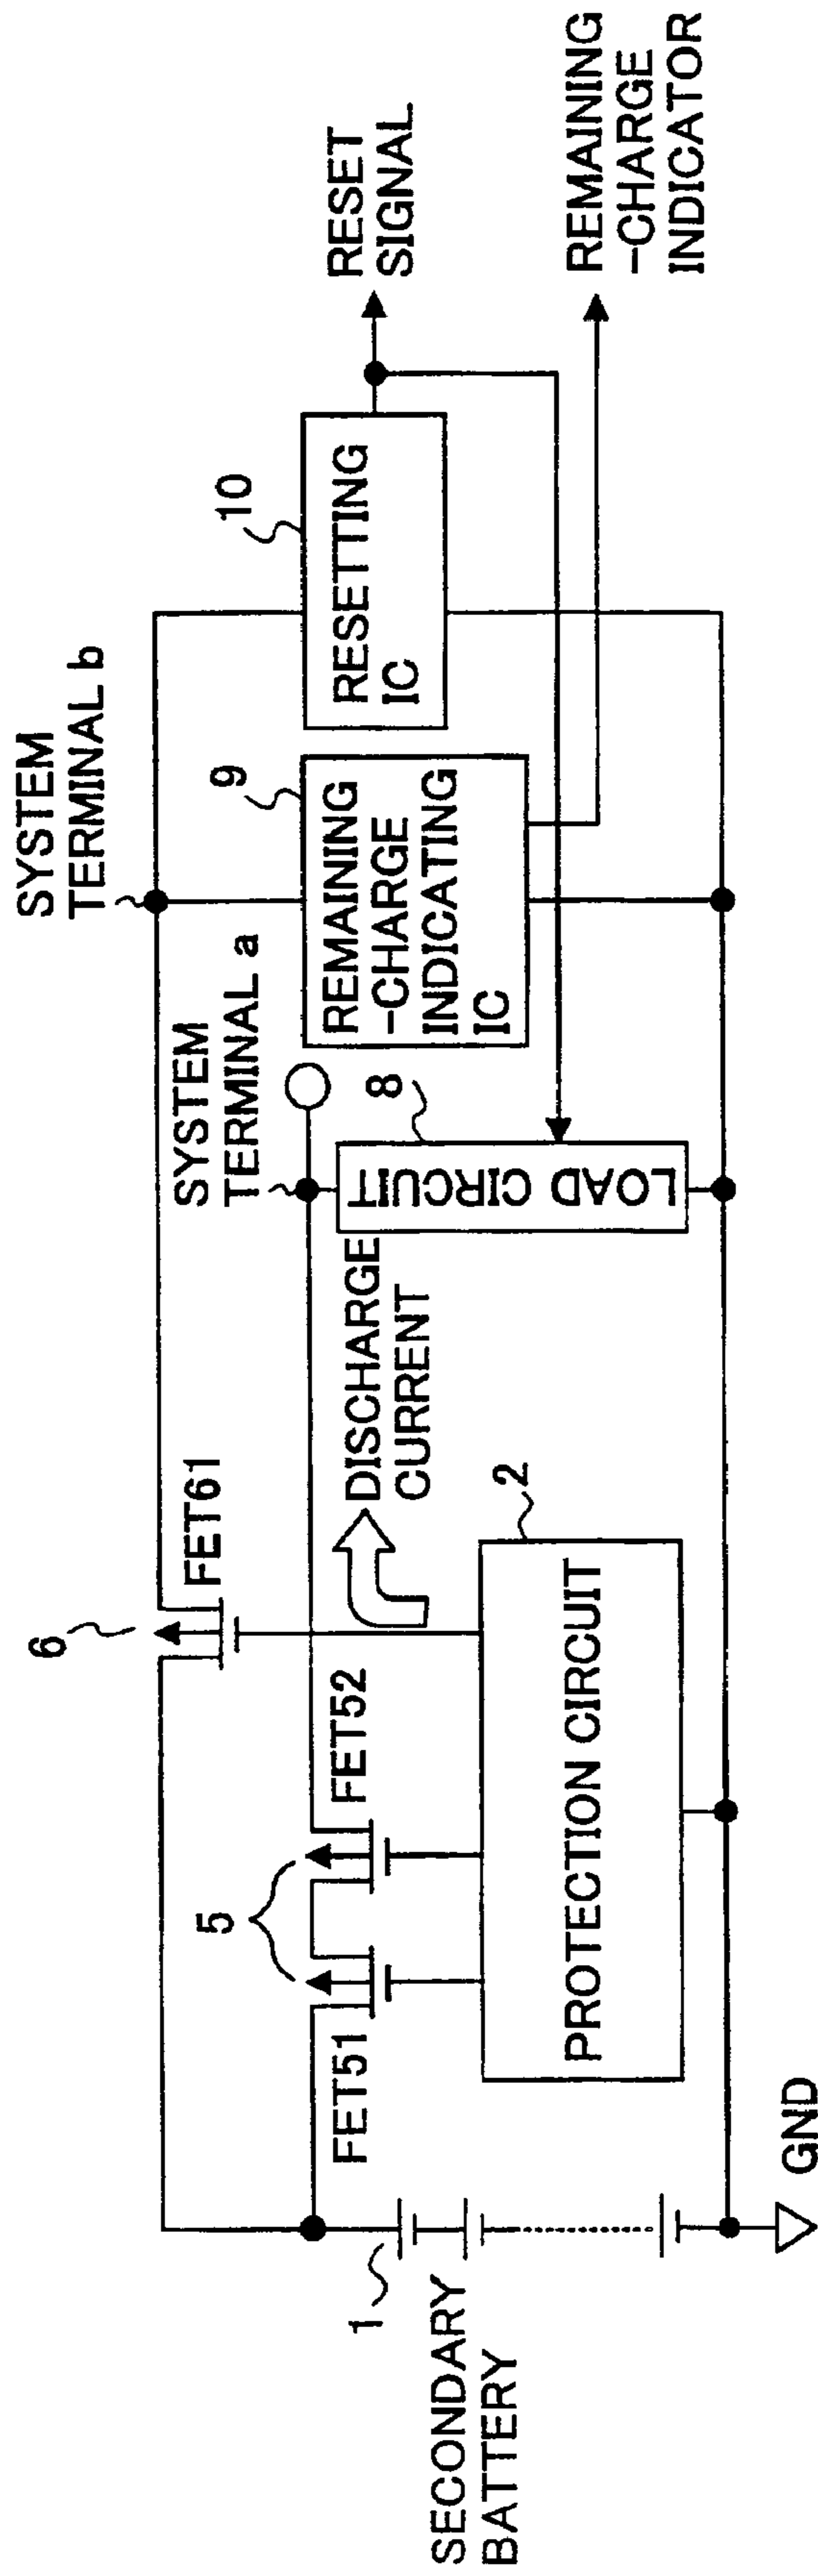 SYSTEM
TERMINAL b
SYSTEM
TERMINAL a
6
FET61
9
10
5
FET51
FET52
DISCHARGE
CURRENT
8
LOAD CIRCUIT
REMAINING
-CHARGE
INDICATING
IC
RESETTING
IC
RESET
SIGNAL
REMAINING
-CHARGE
INDICATOR
1
SECONDARY
BATTERY
2
PROTECTION CIRCUIT
GND